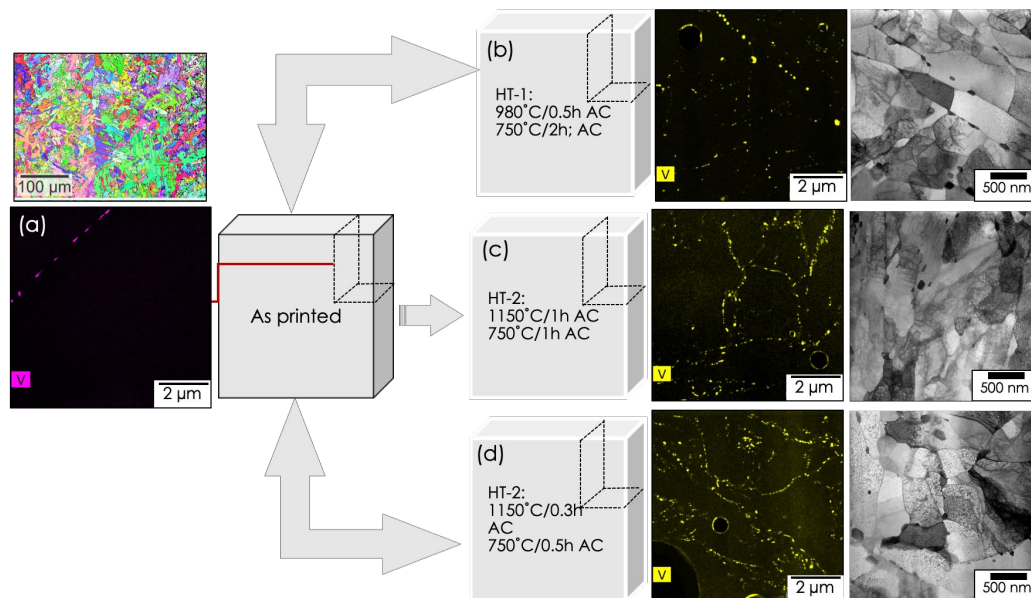 100 µm
(a)
V
2 µm
As printed
(b)
HT-1:
980˚C/0.5h AC
750˚C/2h; AC
V
2 µm
500 nm
(c)
HT-2:
1150˚C/1h AC
750˚C/1h AC
V
2 µm
500 nm
(d)
HT-2:
1150˚C/0.3h
AC
750˚C/0.5h AC
V
2 µm
500 nm